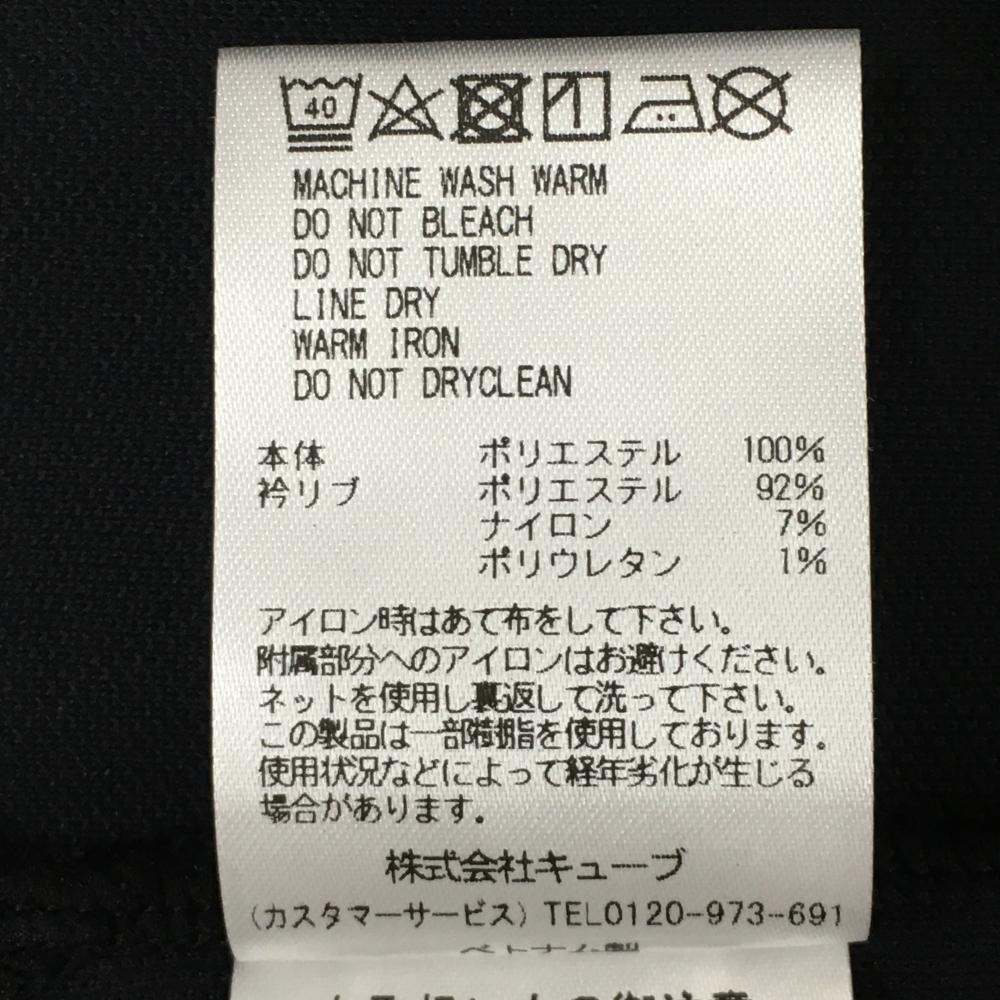 40
MACHINE WASH WARM
DO NOT BLEACH
DO NOT TUMBLE DRY
LINE DRY
WARM IRON
DO NOT DRYCLEAN
本体 ポリエステル 100%
衿リブ ポリエステル 92%
ナイロン 7%
ポリウレタン 1%
アイロン時はあて布をして下さい。
附属部分へのアイロンはお避けください。
ネットを使用し裏返して洗って下さい。
この製品は一部樹脂を使用しております。
使用状況などによって経年劣化が生じる
場合があります。
株式会社キューブ
(カスタマーサービス) TEL0120-973-691